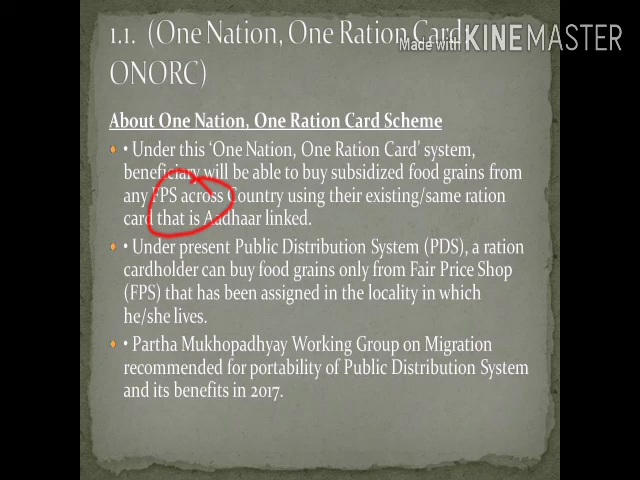 1.1. (One Nation, One Ration Card
Made with KINEMASTER
ONORC)
About One Nation, One Ration Card Scheme
• Under this ‘One Nation, One Ration Card’ system,
beneficiary will be able to buy subsidized food grains from
any FPS across Country using their existing/same ration
card that is Aadhaar linked.
• Under present Public Distribution System (PDS), a ration
cardholder can buy food grains only from Fair Price Shop
(FPS) that has been assigned in the locality in which
he/she lives.
• Partha Mukhopadhyay Working Group on Migration
recommended for portability of Public Distribution System
and its benefits in 2017.